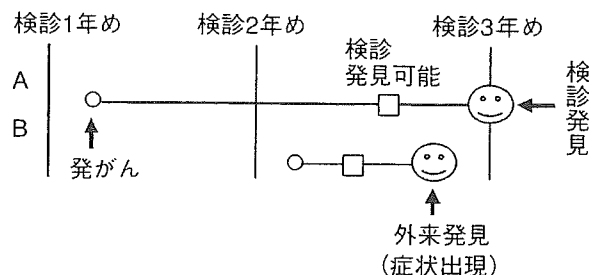 検診1年め
検診2年め
検診3年め
検診
発見可能
A
B
検診発見
発がん
外来発見
(症状出現)